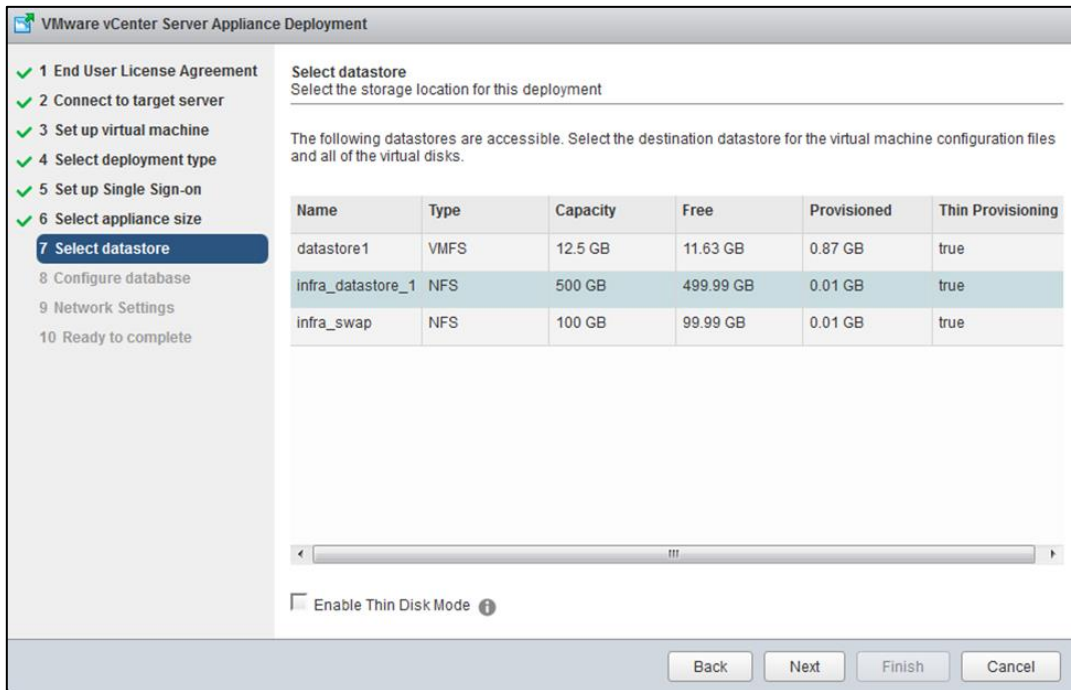 VMware vCenter Server Appliance Deployment
1 End User License Agreement
2 Connect to target server
3 Set up virtual machine
4 Select deployment type
5 Set up Single Sign-on
6 Select appliance size
7 Select datastore
8 Configure database
9 Network Settings
10 Ready to complete
Select datastore
Select the storage location for this deployment
The following datastores are accessible. Select the destination datastore for the virtual machine configuration files
and all of the virtual disks.
Name Type Capacity Free Provisioned Thin Provisioning
datastore1 VMFS 12.5 GB 11.63 GB 0.87 GB true
infra_datastore_1 NFS 500 GB 499.99 GB 0.01 GB true
infra_swap NFS 100 GB 99.99 GB 0.01 GB true
Enable Thin Disk Mode
Back Next Finish Cancel